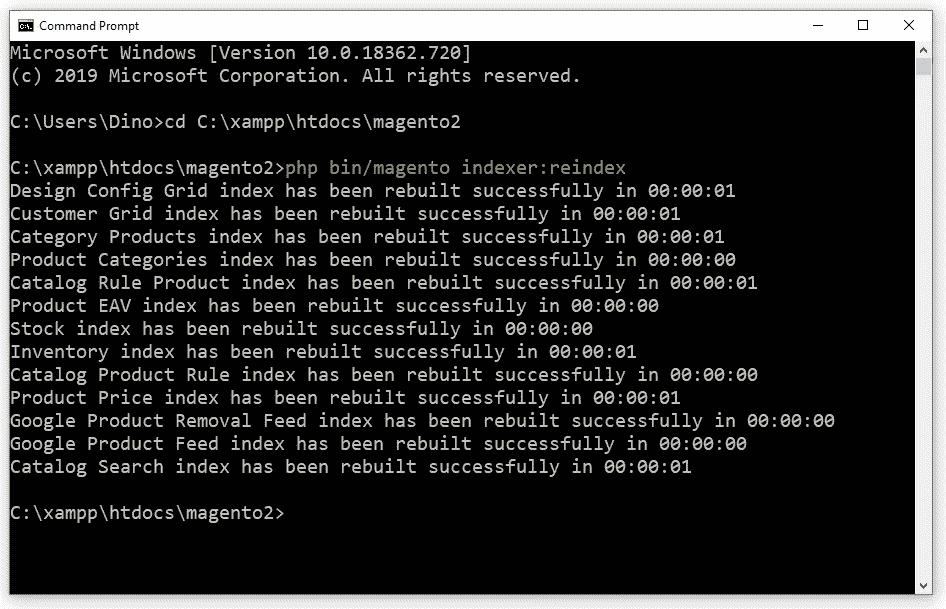 Command Prompt
Microsoft Windows [Version 10.0.18362.720]
(c) 2019 Microsoft Corporation. All rights reserved.
C:\Users\Dino>cd C:\xampp\htdocs\magento2
C:\xampp\htdocs\magento2>php bin/magento indexer:reindex
Design Config Grid index has been rebuilt successfully in 00:00:01
Customer Grid index has been rebuilt successfully in 00:00:01
Category Products index has been rebuilt successfully in 00:00:01
Product Categories index has been rebuilt successfully in 00:00:00
Catalog Rule Product index has been rebuilt successfully in 00:00:01
Product EAV index has been rebuilt successfully in 00:00:00
Stock index has been rebuilt successfully in 00:00:00
Inventory index has been rebuilt successfully in 00:00:01
Catalog Product Rule index has been rebuilt successfully in 00:00:00
Product Price index has been rebuilt successfully in 00:00:01
Google Product Removal Feed index has been rebuilt successfully in 00:00:00
Google Product Feed index has been rebuilt successfully in 00:00:00
Catalog Search index has been rebuilt successfully in 00:00:01
C:\xampp\htdocs\magento2>